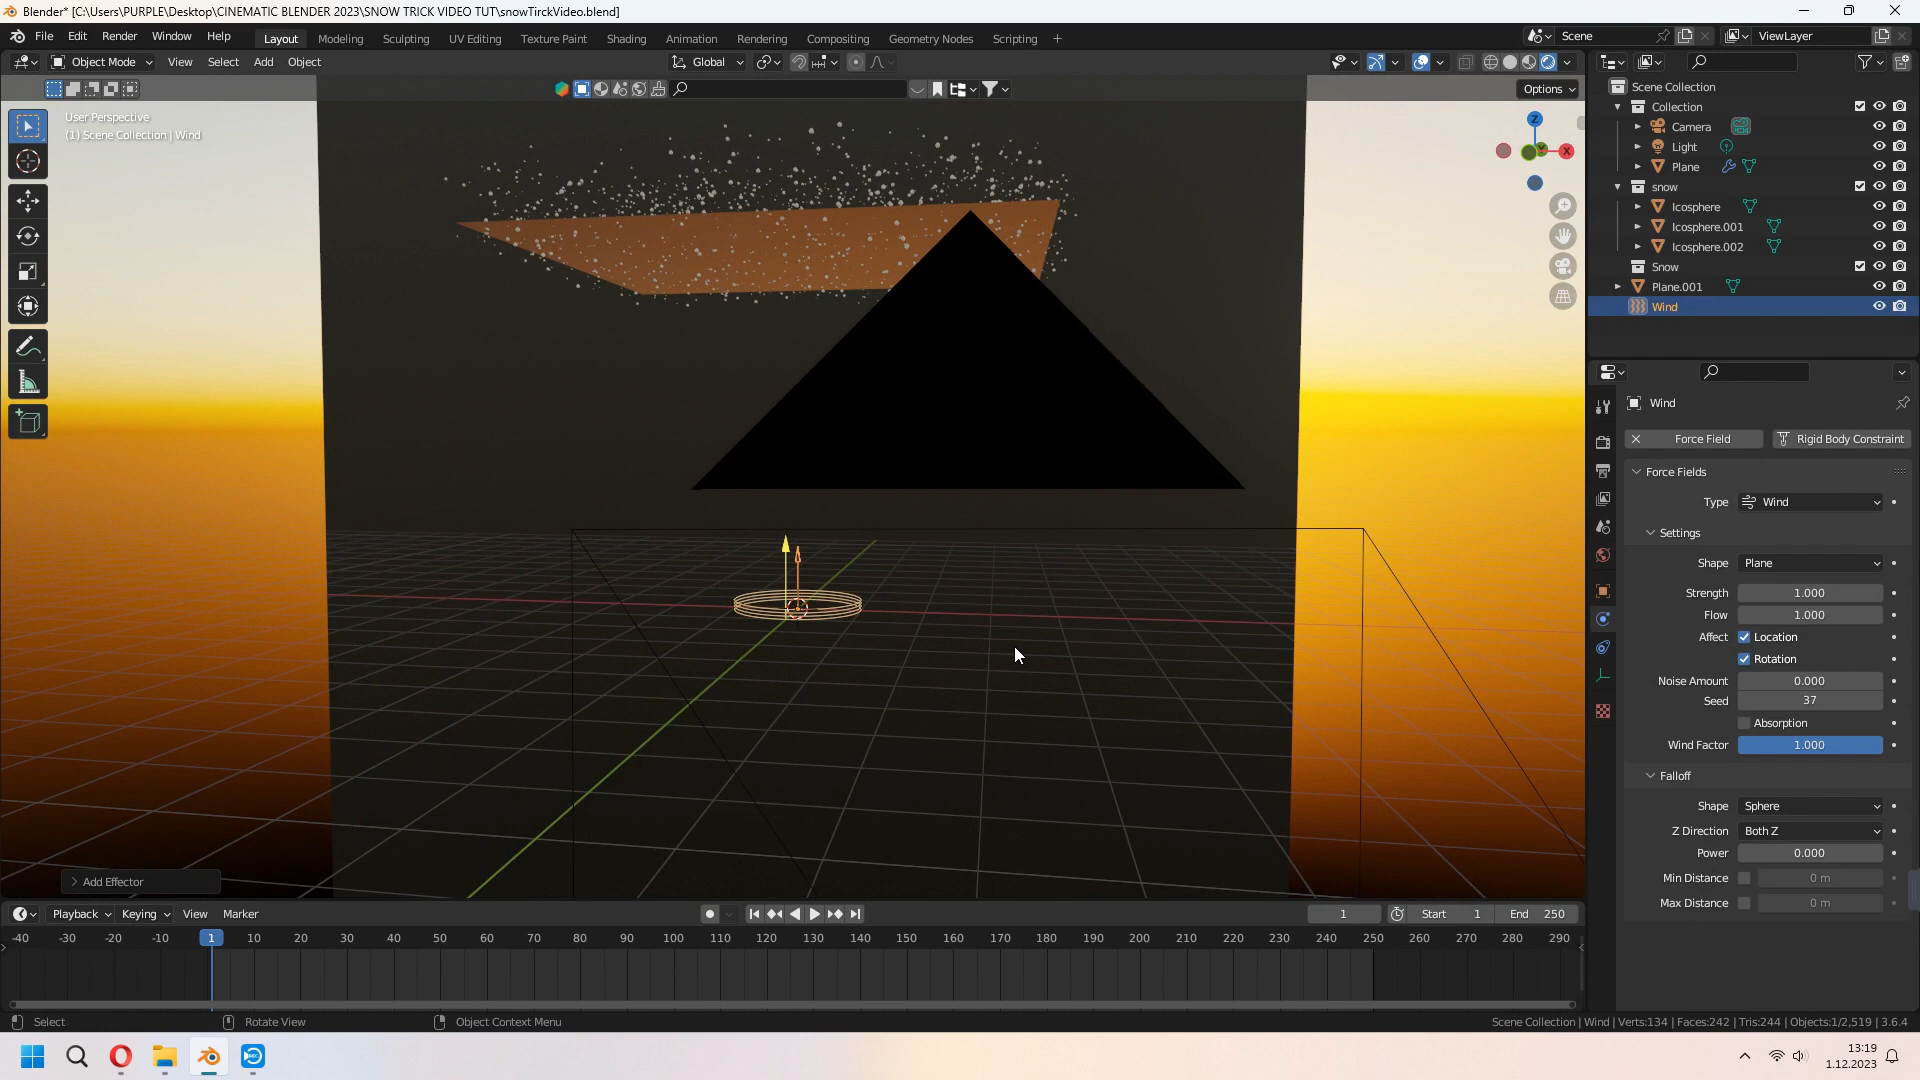 Blender* [C:\Users\PURPLE\Desktop\CINEMATIC BLENDER 2023\SNOW TRICK VIDEO TUT\snowTirckVideo.blend]
File Edit Render Window Help Layout Modeling Sculpting UV Editing Texture Paint Shading Animation Rendering Compositing Geometry Nodes Scripting Scene ViewLayer
Object Mode View Select Add Object Global
Options
User Perspective
(1) Scene Collection | Wind
Z
Y
X
Scene Collection
Collection
Camera
Light
Plane
snow
Icosphere
Icosphere.001
Icosphere.002
Snow
Plane.001
Wind
Wind
Force Field Rigid Body Constraint
Force Fields
Type Wind
Settings
Shape Plane
Strength 1.000
Flow 1.000
Affect Location
Rotation
Noise Amount 0.000
Seed 37
Absorption
Wind Factor 1.000
Falloff
Shape Sphere
Z Direction Both Z
Power 0.000
Min Distance 0 m
Max Distance 0 m
Add Effector
Playback Keying View Marker 1 Start 1 End 250
-40 -30 -20 -10 1 10 20 30 40 50 60 70 80 90 100 110 120 130 140 150 160 170 180 190 200 210 220 230 240 250 260 270 280 290
Select Rotate View Object Context Menu Scene Collection | Wind | Verts:134 | Faces:242 | Tris:244 | Objects:1/2,519 | 3.6.4
13:19
1.12.2023